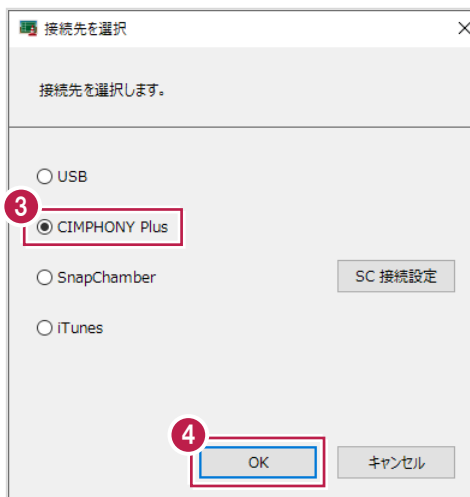 接続先を選択
接続先を選択します。
USB
3
CIMPHONY Plus
SnapChamber
SC 接続設定
iTunes
4
OK
キャンセル